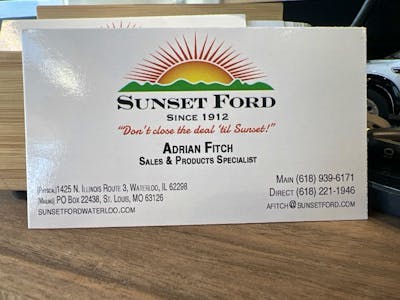 SUNSET FORD
SINCE 1912
"Don't close the deal 'til Sunset!"
ADRIAN FITCH
SALES & PRODUCTS SPECIALIST
(PHYSICAL)1425 N. ILLINOIS ROUTE 3, WATERLOO, IL 62298
(MAILING) PO BOX 22438, ST. LOUIS, MO 63126
SUNSETFORDWATERLOO.COM
MAIN (618) 939-6171
DIRECT (618) 221-1946
AFITCH@SUNSETFORD.COM